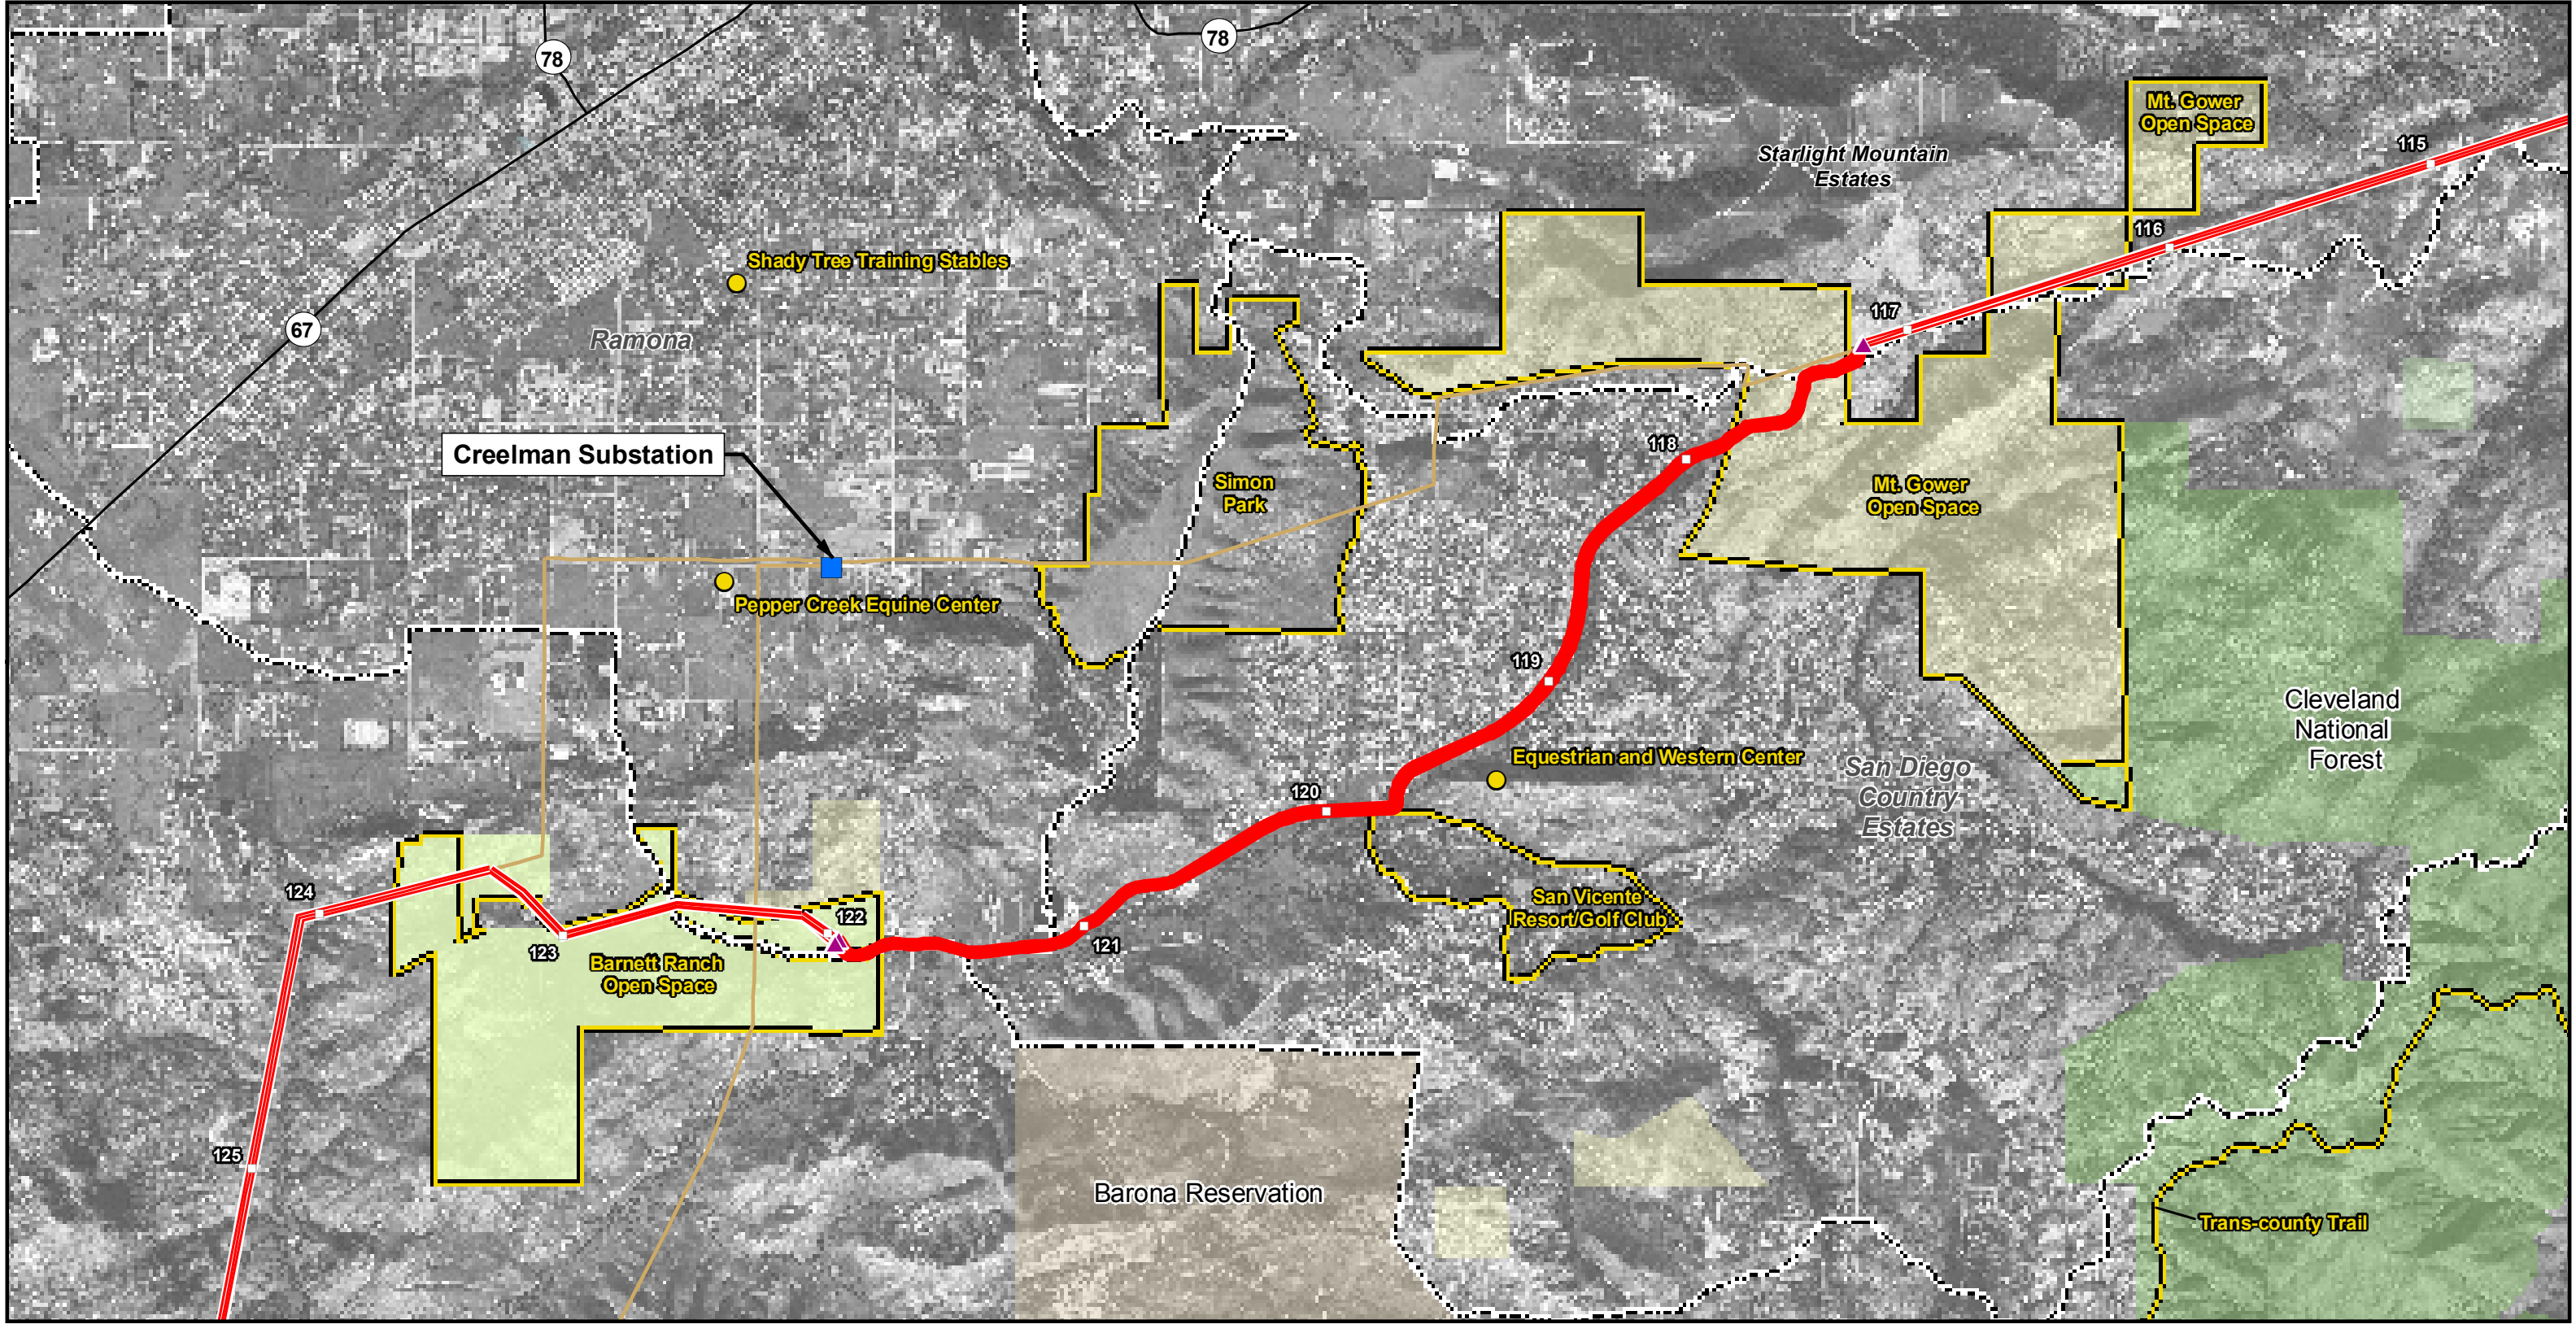 78
78
Mt. Gower
Open Space
115
Starlight Mountain
Estates
116
Shady Tree Training Stables
117
67
Ramona
118
Creelman Substation
Simon
Park
Mt. Gower
Open Space
Pepper Creek Equine Center
119
Cleveland
National
Forest
Equestrian and Western Center
San Diego
Country
Estates
120
124
San Vicente
Resort/Golf Club
122
121
123
Barnett Ranch
Open Space
125
Barona Reservation
Trans-county Trail